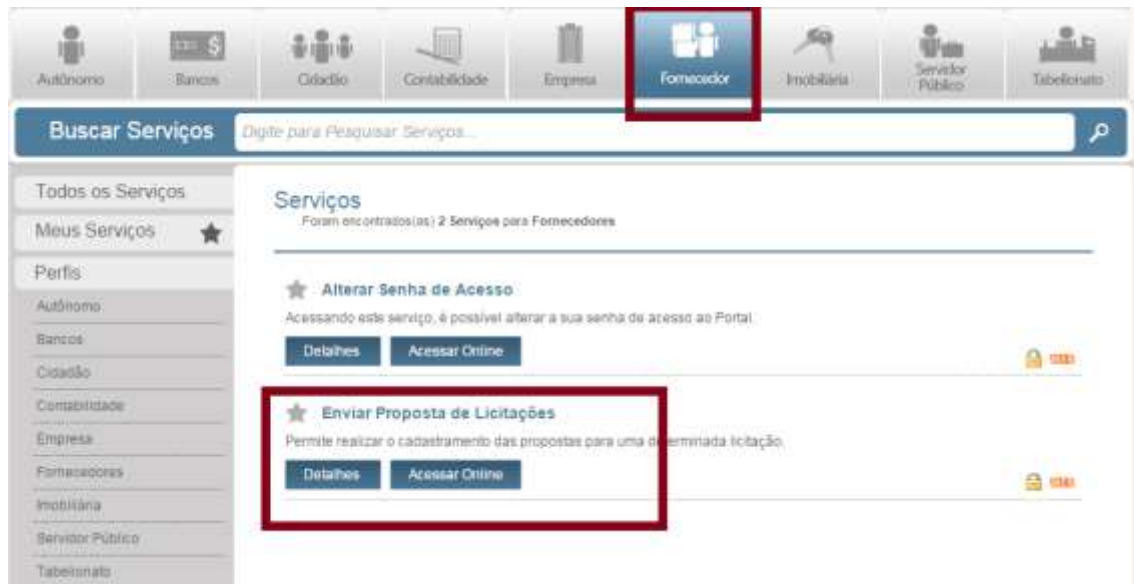 Autônomo
Bancos
Cidadão
Contabilidade
Empresa
Fornecedor
Imobiliária
Servidor
Público
Tabelionato
Buscar Serviços
Digite para Pesquisar Serviços...
Todos os Serviços
Meus Serviços
Perfis
Autônomo
Bancos
Cidadão
Contabilidade
Empresa
Fornecedores
Imobiliária
Servidor Público
Tabelionato
Serviços
Foram encontrados(as) 2 Serviços para Fornecedores
Alterar Senha de Acesso
Acessando este serviço, é possível alterar a sua senha de acesso ao Portal.
Detalhes
Acessar Online
Enviar Proposta de Licitações
Permite realizar o cadastramento das propostas para uma determinada licitação.
Detalhes
Acessar Online